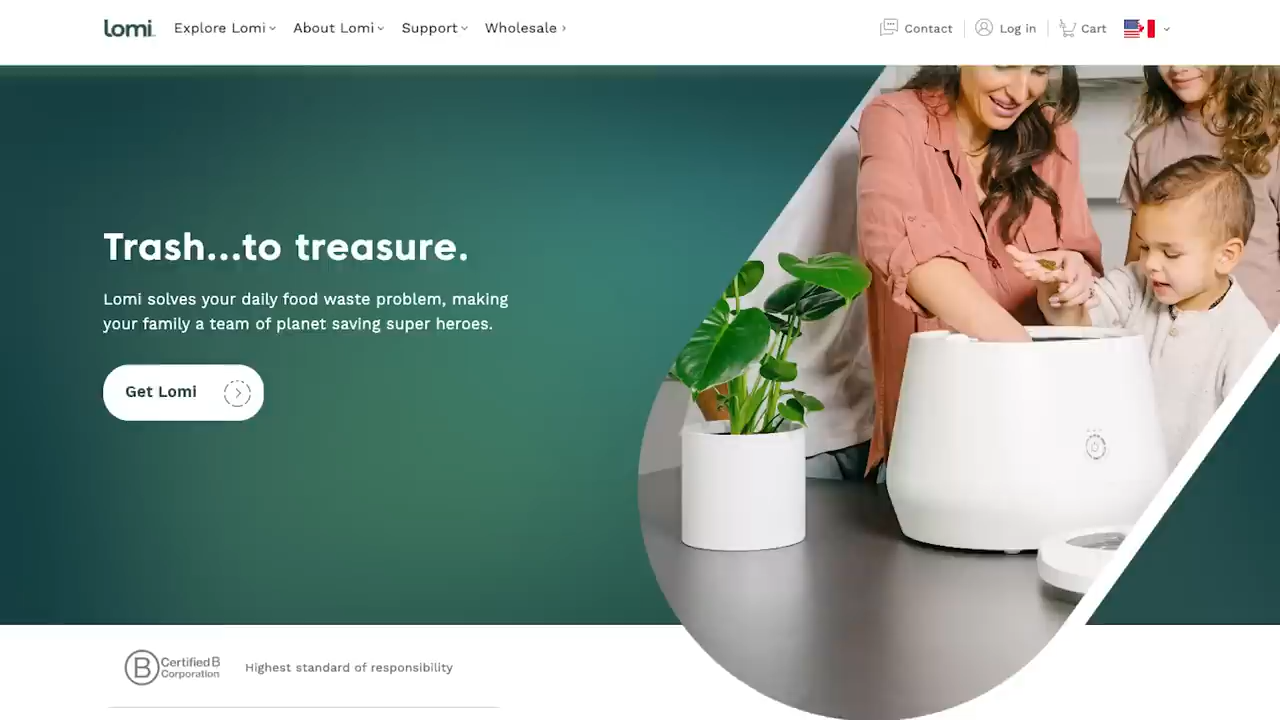 lomi
Explore Lomi
About Lomi
Support
Wholesale
Contact
Log in
Cart
Trash...to treasure.
Lomi solves your daily food waste problem, making
your family a team of planet saving super heroes.
Get Lomi
B
Certified B
Corporation
Highest standard of responsibility